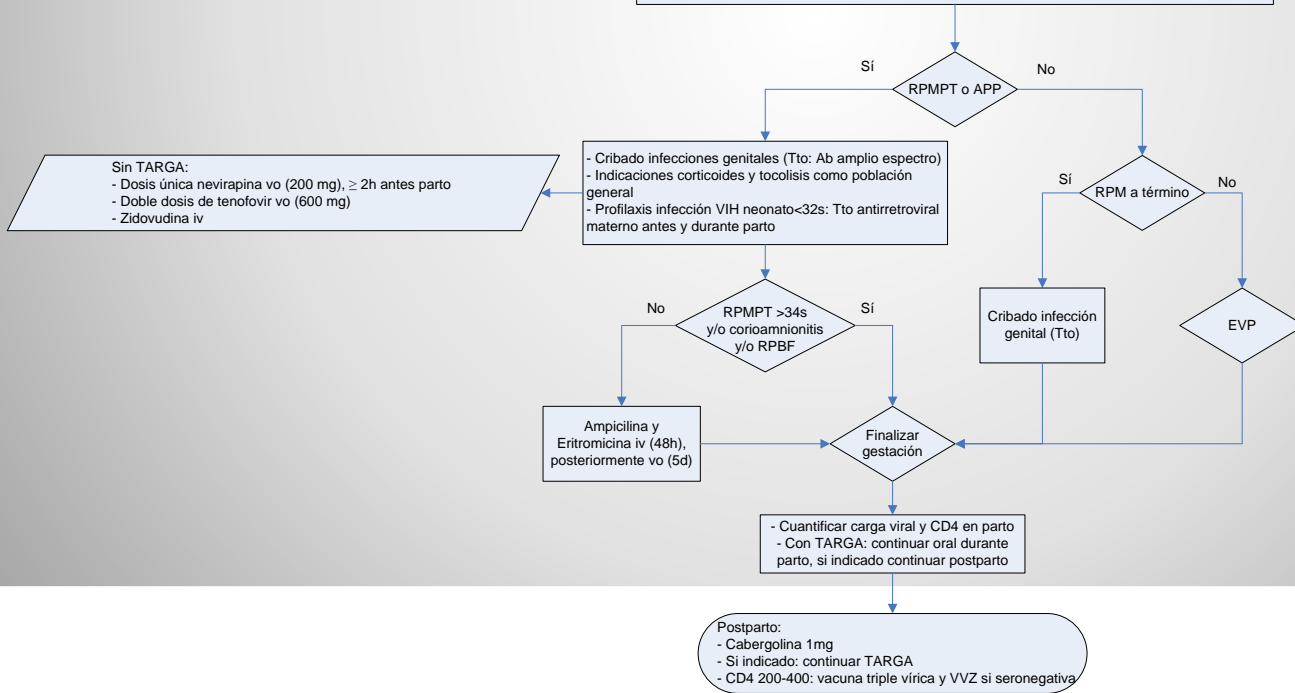 Sí
No
RPMPT o APP
Sin TARGA:
- Dosis única nevirapina vo (200 mg), ≥ 2h antes parto
- Doble dosis de tenofovir vo (600 mg)
- Zidovudina iv
- Cribado infecciones genitales (Tto: Ab amplio espectro)
- Indicaciones corticoides y tocolisis como población
general
- Profilaxis infección VIH neonato<32s: Tto antirretroviral
materno antes y durante parto
Sí
No
RPM a término
No
Sí
RPMPT >34s
y/o corioamnionitis
y/o RPBF
Cribado infección
genital (Tto)
EVP
Ampicilina y
Eritromicina iv (48h),
posteriormente vo (5d)
Finalizar
gestación
- Cuantificar carga viral y CD4 en parto
- Con TARGA: continuar oral durante
parto, si indicado continuar postparto
Postparto:
- Cabergolina 1mg
- Si indicado: continuar TARGA
- CD4 200-400: vacuna triple vírica y VVZ si seronegativa